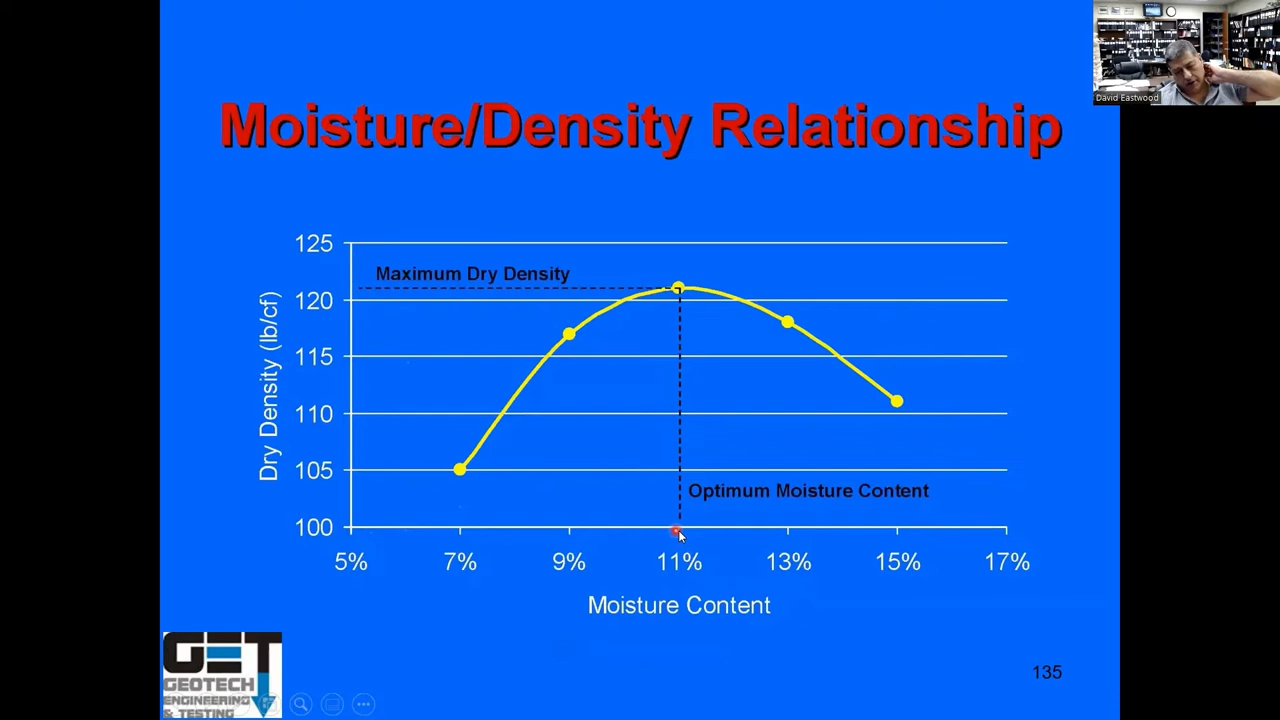 David Eastwood
Moisture/Density Relationship
125
Maximum Dry Density
120
115
110
105
100
Dry Density (lb/cf)
Optimum Moisture Content
5% 7% 9% 11% 13% 15% 17%
Moisture Content
GET
GEOTECH
ENGINEERING
& TESTING
135